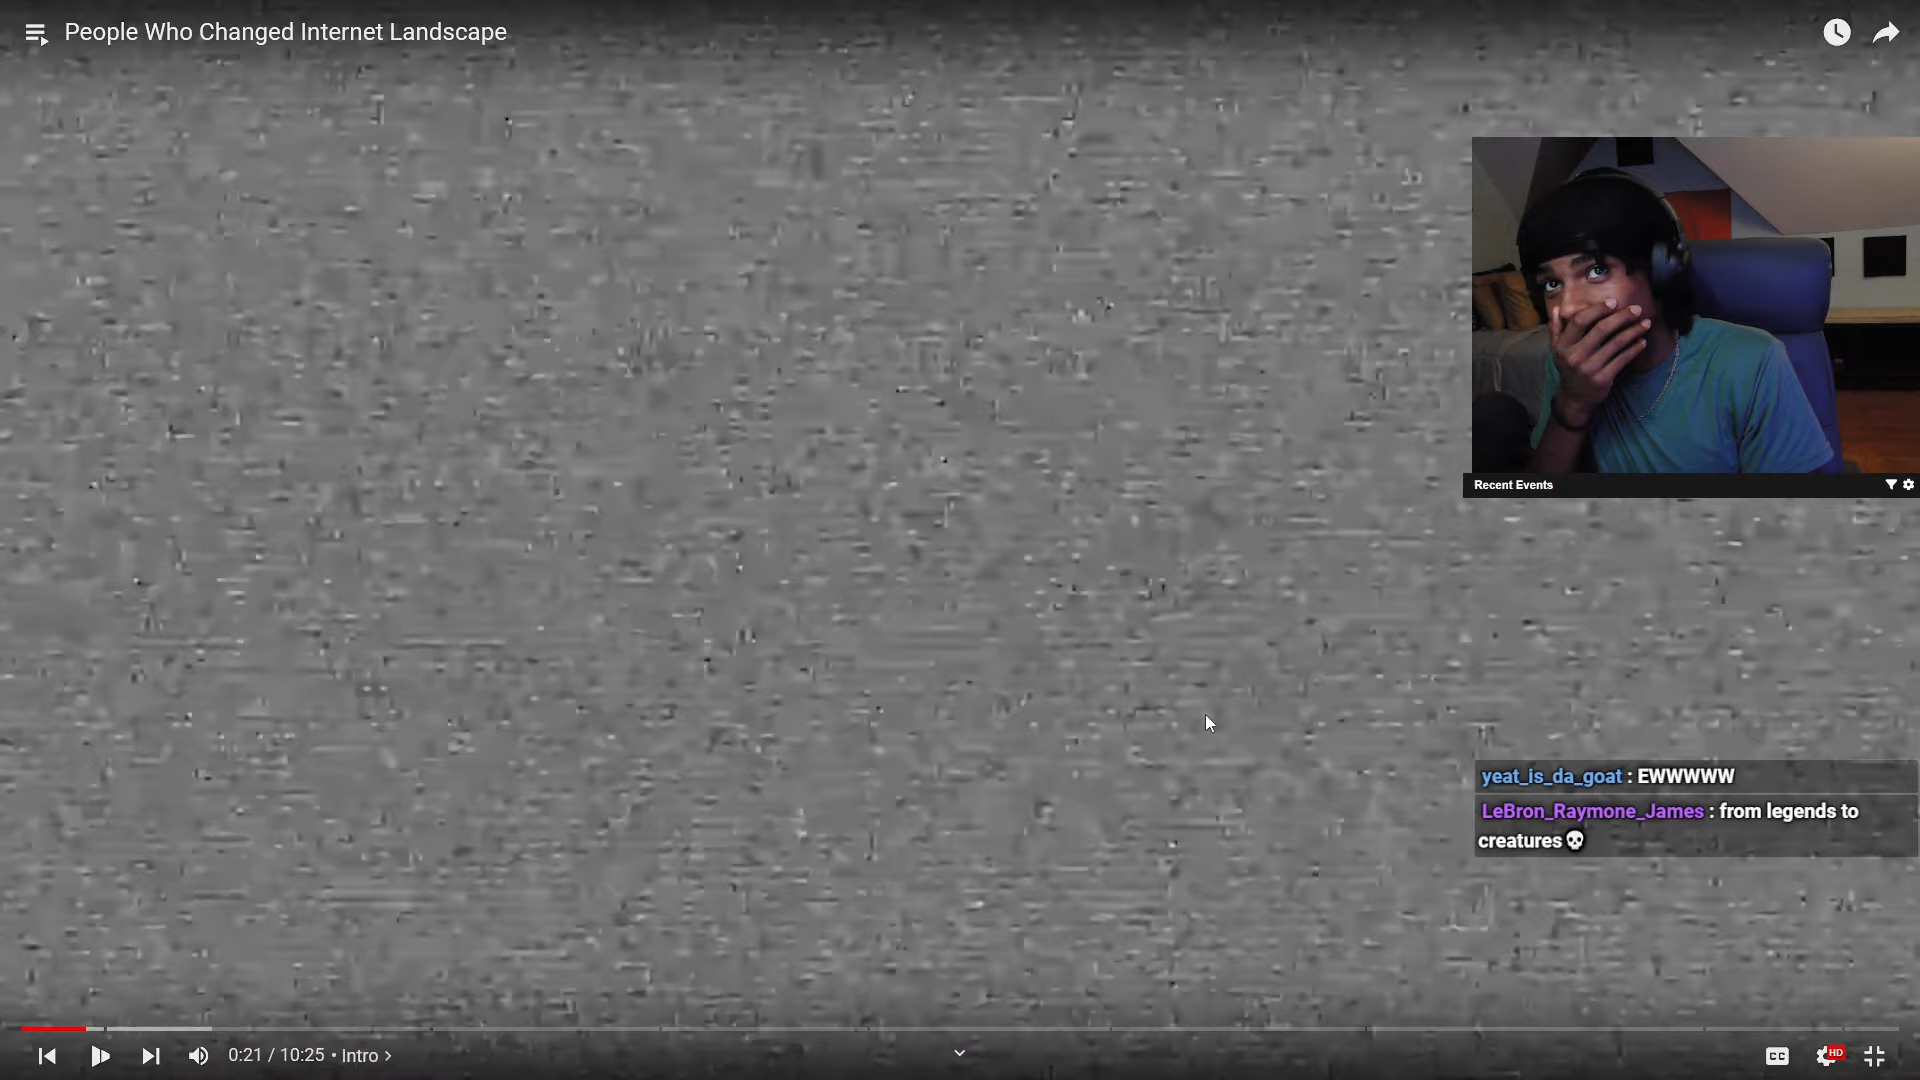 People Who Changed Internet Landscape
Recent Events
yeat_is_da_goat : EWWWWW
LeBron_Raymone_James : from legends to
creatures💀
0:21 / 10:25 • Intro >
CC
HD